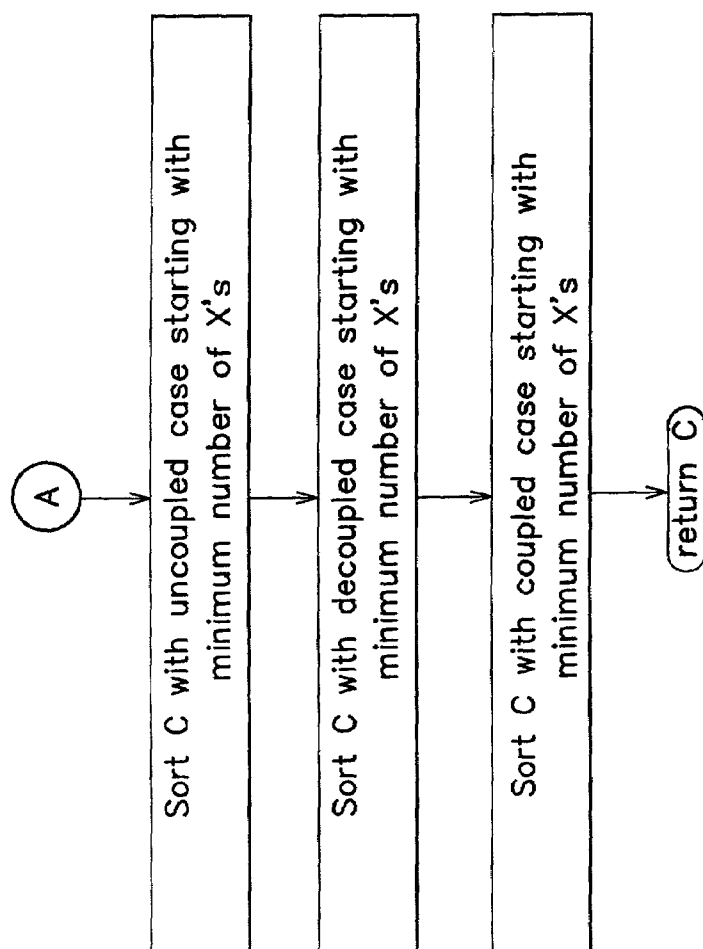 A
Sort C with uncoupled case starting with
minimum number of X's
Sort C with decoupled case starting with
minimum number of X's
Sort C with coupled case starting with
minimum number of X's
return C